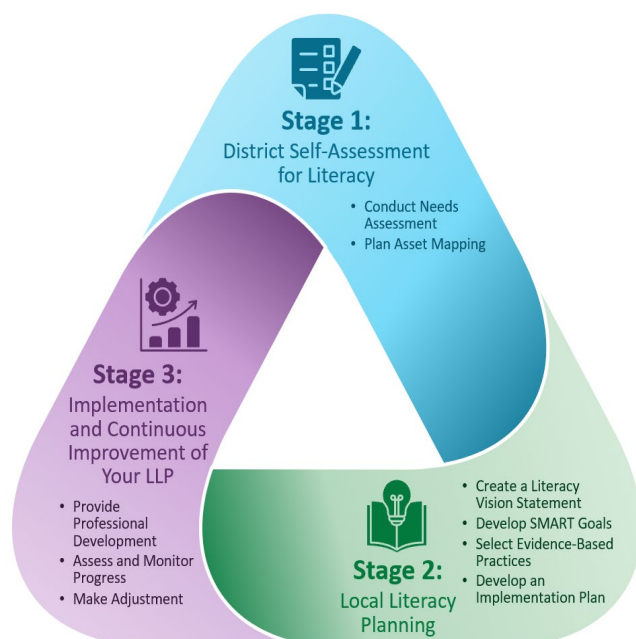 Stage 1:
District Self-Assessment
for Literacy
• Conduct Needs
Assessment
• Plan Asset Mapping
Stage 2:
Local Literacy
Planning
• Create a Literacy
Vision Statement
• Develop SMART Goals
• Select Evidence-Based
Practices
• Develop an
Implementation Plan
Stage 3:
Implementation
and Continuous
Improvement of
Your LLP
• Provide
Professional
Development
• Assess and Monitor
Progress
• Make Adjustment